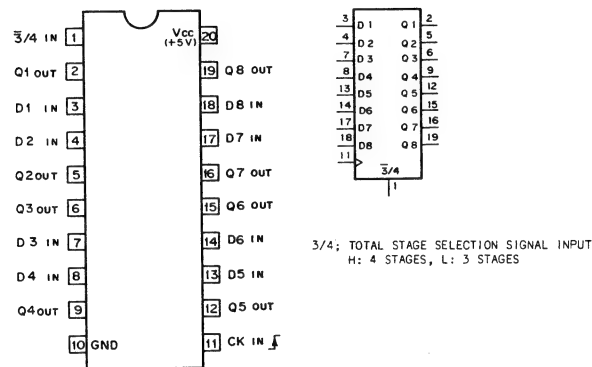 3̅/4 IN 1
Q1 OUT 2
D1 IN 3
D2 IN 4
Q2 OUT 5
Q3 OUT 6
D3 IN 7
D4 IN 8
Q4 OUT 9
10 GND
Vcc 20
(+5V)
19 Q8 OUT
18 D8 IN
17 D7 IN
16 Q7 OUT
15 Q6 OUT
14 D6 IN
13 D5 IN
12 Q5 OUT
11 CK IN
3 D1 Q1 2
4 D2 Q2 5
7 D3 Q3 6
8 D4 Q4 9
13 D5 Q5 12
14 D6 Q6 15
17 D7 Q7 16
18 D8 Q8 19
11
3̅/4
1
3/4; TOTAL STAGE SELECTION SIGNAL INPUT
H: 4 STAGES, L: 3 STAGES